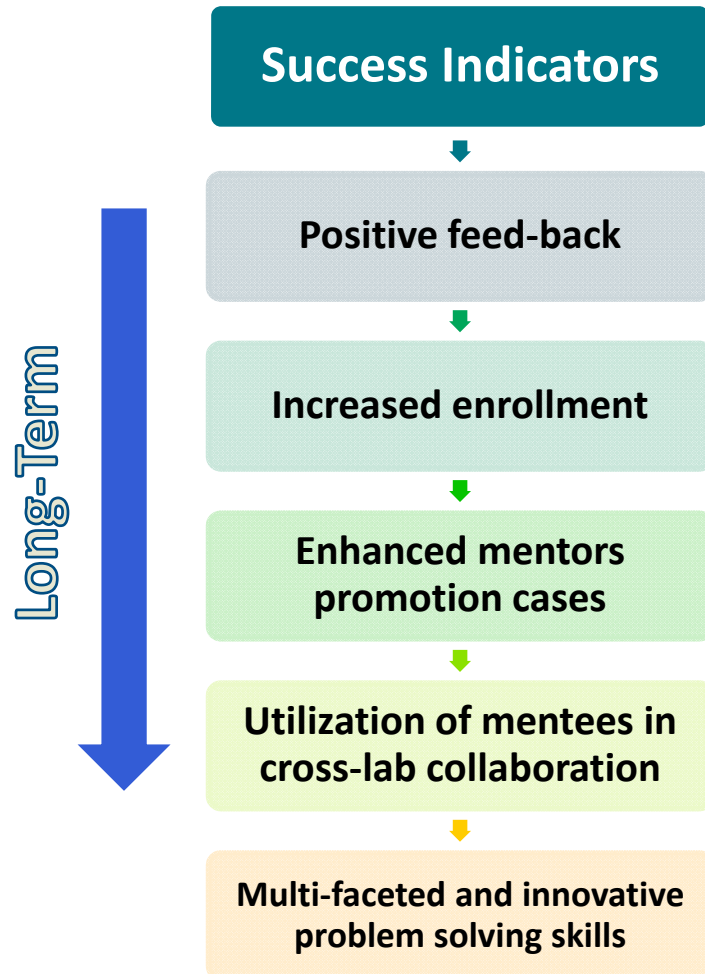 Success Indicators
Positive feed-back
Long-Term
Increased enrollment
Enhanced mentors
promotion cases
Utilization of mentees in
cross-lab collaboration
Multi-faceted and innovative
problem solving skills